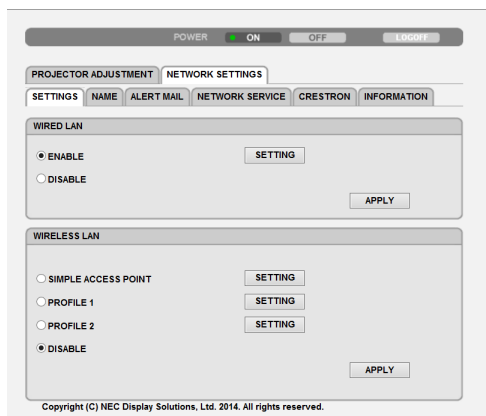 POWER ON OFF LOGOFF
PROJECTOR ADJUSTMENT NETWORK SETTINGS
SETTINGS NAME ALERT MAIL NETWORK SERVICE CRESTRON INFORMATION
WIRED LAN
ENABLE SETTING
DISABLE
APPLY
WIRELESS LAN
SIMPLE ACCESS POINT SETTING
PROFILE 1 SETTING
PROFILE 2 SETTING
DISABLE
APPLY
Copyright (C) NEC Display Solutions, Ltd. 2014. All rights reserved.